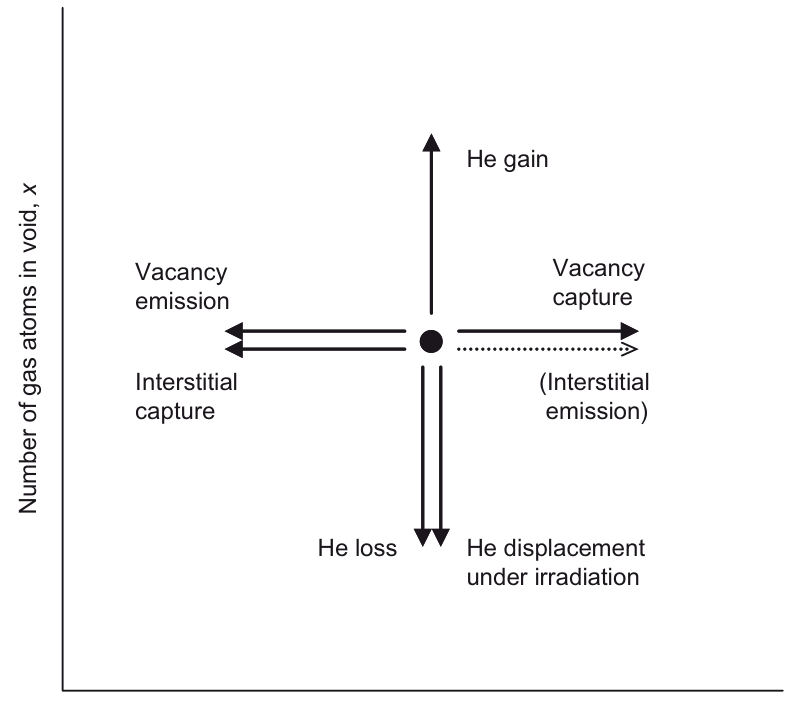 Number of gas atoms in void, x
He gain
Vacancy
emission
Vacancy
capture
Interstitial
capture
(Interstitial
emission)
He loss
He displacement
under irradiation